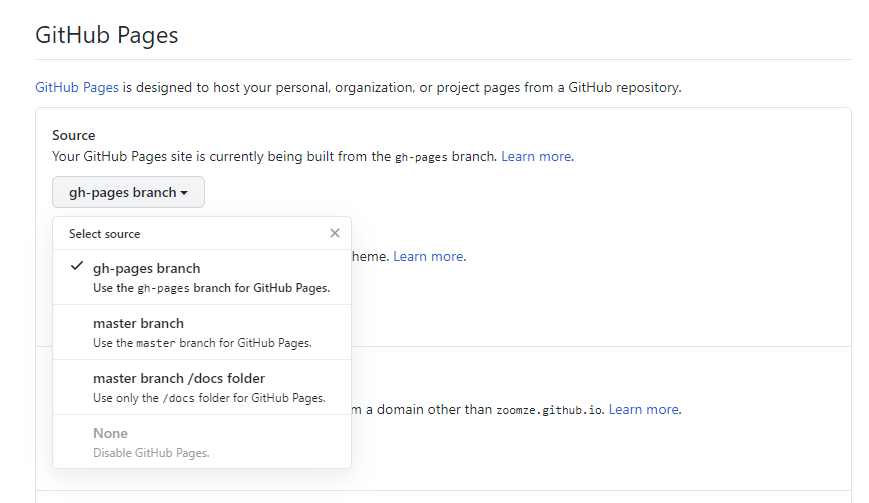 GitHub Pages
GitHub Pages is designed to host your personal, organization, or project pages from a GitHub repository.
Source
Your GitHub Pages site is currently being built from the gh-pages branch. Learn more.
gh-pages branch
Select source
heme. Learn more.
gh-pages branch
Use the gh-pages branch for GitHub Pages.
master branch
Use the master branch for GitHub Pages.
master branch /docs folder
Use only the /docs folder for GitHub Pages.
m a domain other than zoomze.github.io. Learn more.
None
Disable GitHub Pages.